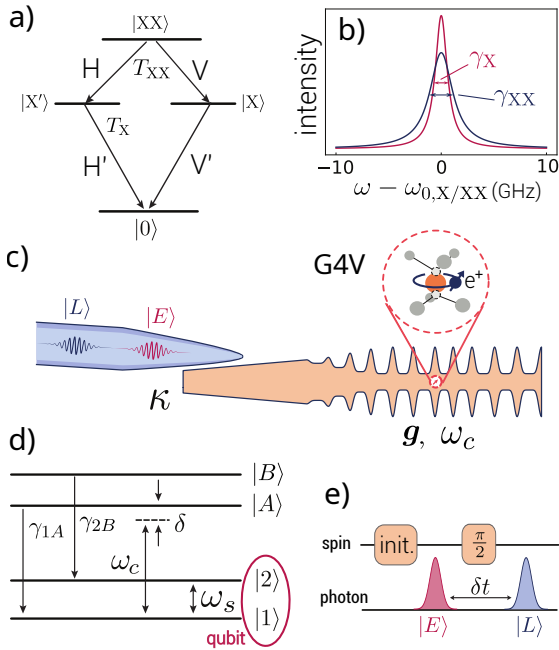 a)
|XX⟩
H
T_XX
V
|X'⟩
|X⟩
T_X
H'
V'
|0⟩
b)
intensity
γ_X
γ_XX
−10 0 10
ω − ω_0,X/XX (GHz)
c)
|L⟩
|E⟩
κ
G4V
e⁺
g, ω_c
d)
|B⟩
|A⟩
γ_1A
γ_2B
δ
ω_c
|2⟩
ω_s
|1⟩
qubit
e)
spin
init.
π/2
photon
δt
|E⟩
|L⟩